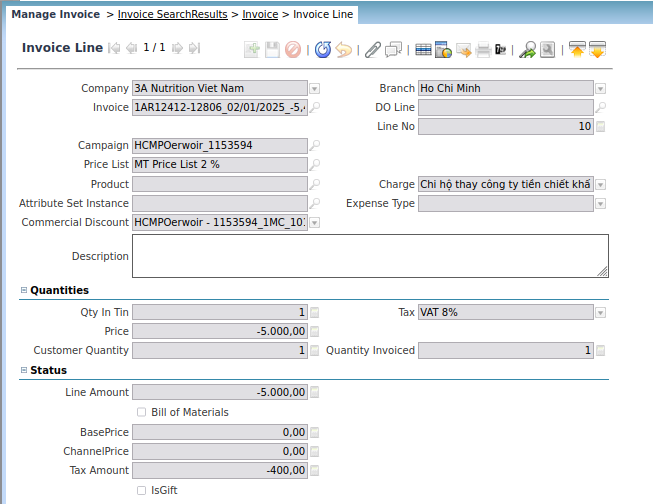 Manage Invoice > Invoice SearchResults > Invoice > Invoice Line
Invoice Line 1 / 1
Company 3A Nutrition Viet Nam Branch Ho Chi Minh
Invoice 1AR12412-12806_02/01/2025_-5, DO Line
Line No 10
Campaign HCMPOerwoir_1153594
Price List MT Price List 2 %
Product Charge Chi hộ thay công ty tiền chiết khấ
Attribute Set Instance Expense Type
Commercial Discount HCMPOerwoir - 1153594_1MC_10
Description
Quantities
Qty In Tin 1 Tax VAT 8%
Price -5.000,00
Customer Quantity 1 Quantity Invoiced 1
Status
Line Amount -5.000,00
Bill of Materials
BasePrice 0,00
ChannelPrice 0,00
Tax Amount -400,00
IsGift